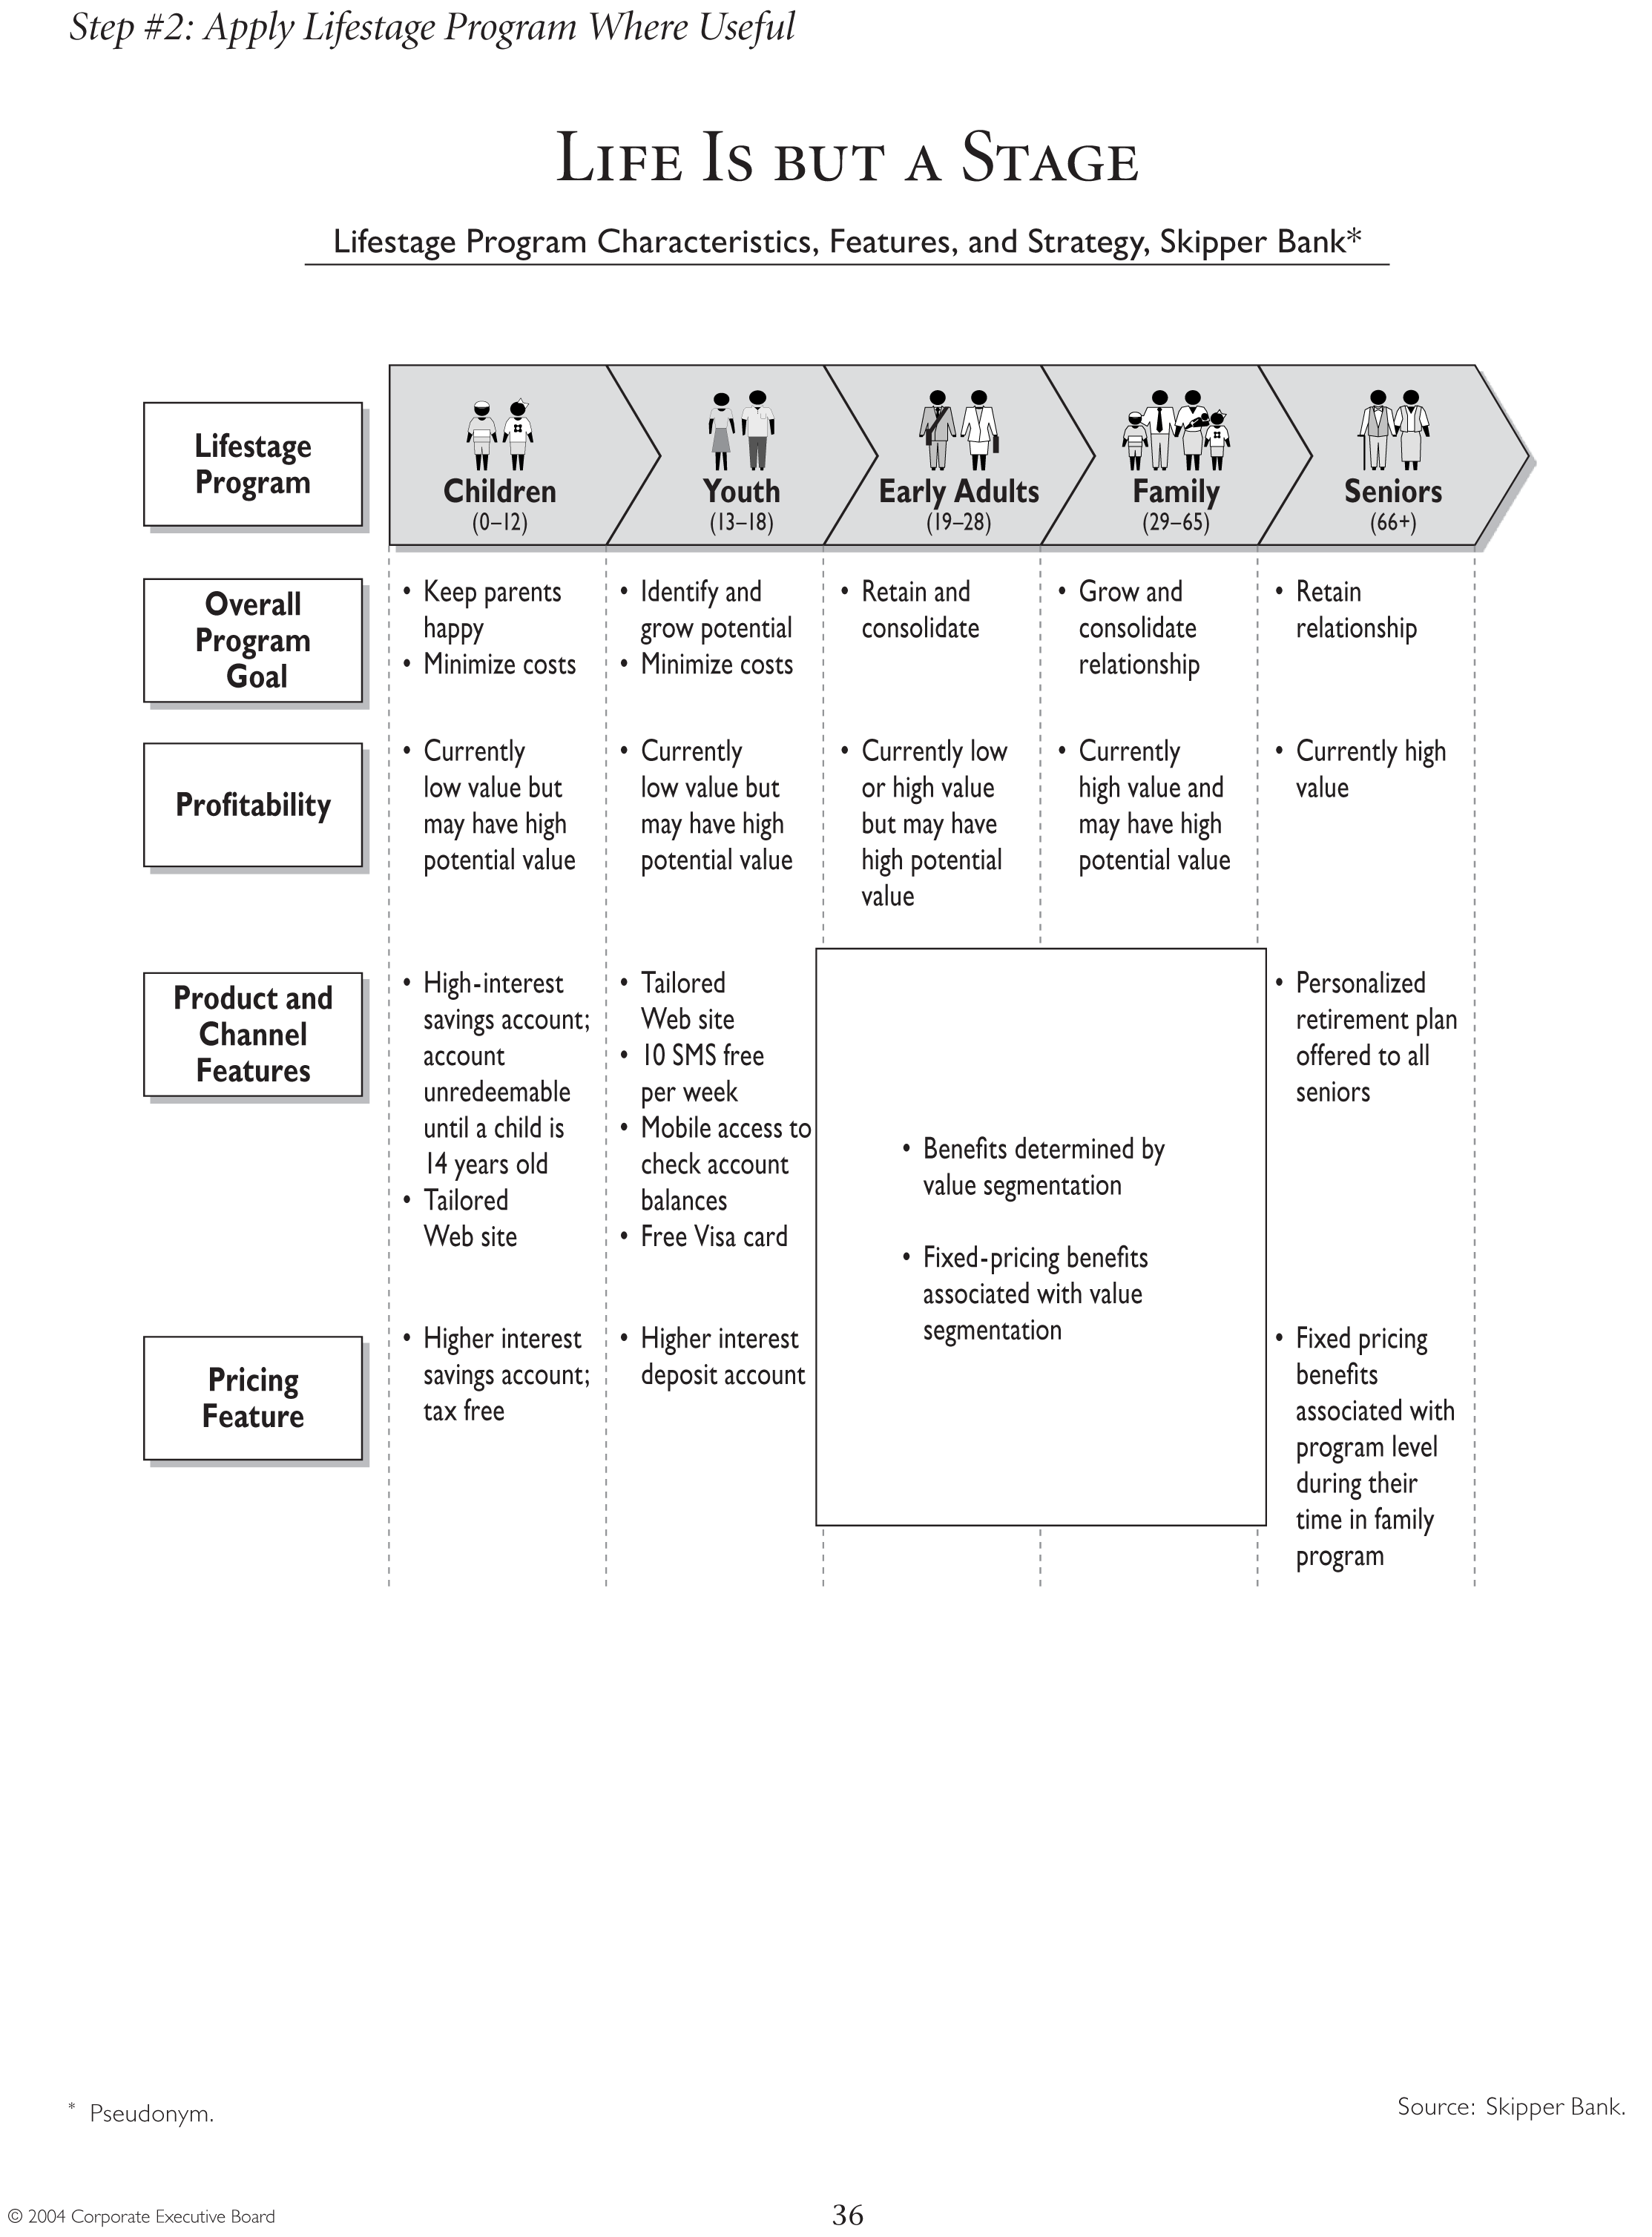 Step #2: Apply Lifestage Program Where Useful
Life Is but a Stage
Lifestage Program Characteristics, Features, and Strategy, Skipper Bank*
Lifestage
Program
Children
(0–12)
Youth
(13–18)
Early Adults
(19–28)
Family
(29–65)
Seniors
(66+)
Overall
Program
Goal
• Keep parents
happy
• Minimize costs
• Identify and
grow potential
• Minimize costs
• Retain and
consolidate
• Grow and
consolidate
relationship
• Retain
relationship
Profitability
• Currently
low value but
may have high
potential value
• Currently
low value but
may have high
potential value
• Currently low
or high value
but may have
high potential
value
• Currently
high value and
may have high
potential value
• Currently high
value
Product and
Channel
Features
• High-interest
savings account;
account
unredeemable
until a child is
14 years old
• Tailored
Web site
• Tailored
Web site
• 10 SMS free
per week
• Mobile access to
check account
balances
• Free Visa card
• Benefits determined by
value segmentation
• Fixed-pricing benefits
associated with value
segmentation
• Personalized
retirement plan
offered to all
seniors
Pricing
Feature
• Higher interest
savings account;
tax free
• Higher interest
deposit account
• Fixed pricing
benefits
associated with
program level
during their
time in family
program
* Pseudonym.
Source: Skipper Bank.
© 2004 Corporate Executive Board
36